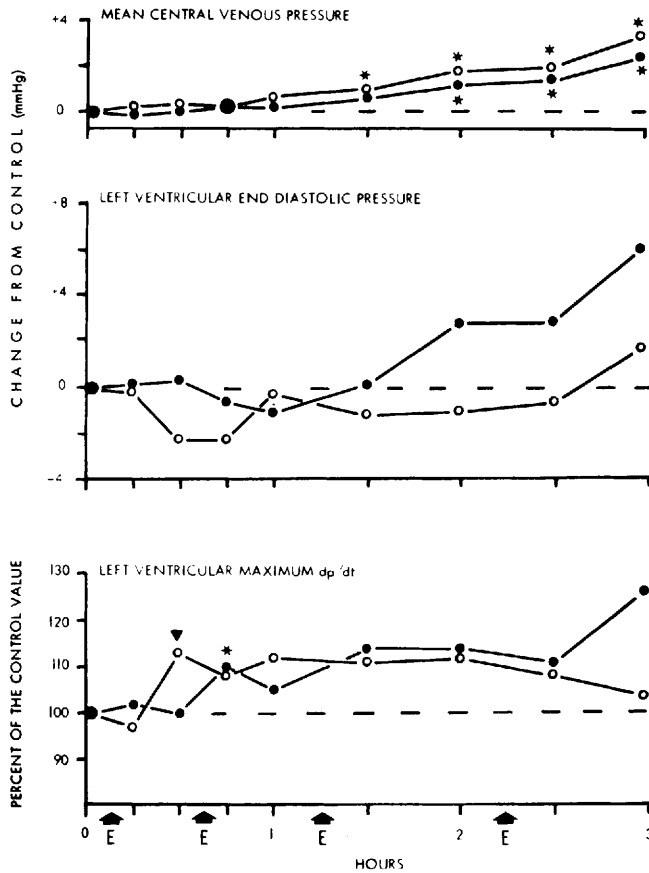 MEAN CENTRAL VENOUS PRESSURE
+4
0
CHANGE FROM CONTROL (mmHg)
LEFT VENTRICULAR END DIASTOLIC PRESSURE
+8
+4
0
-4
LEFT VENTRICULAR MAXIMUM dp/dt
PERCENT OF THE CONTROL VALUE
130
120
110
100
90
0 1 2 3
E E E E
HOURS